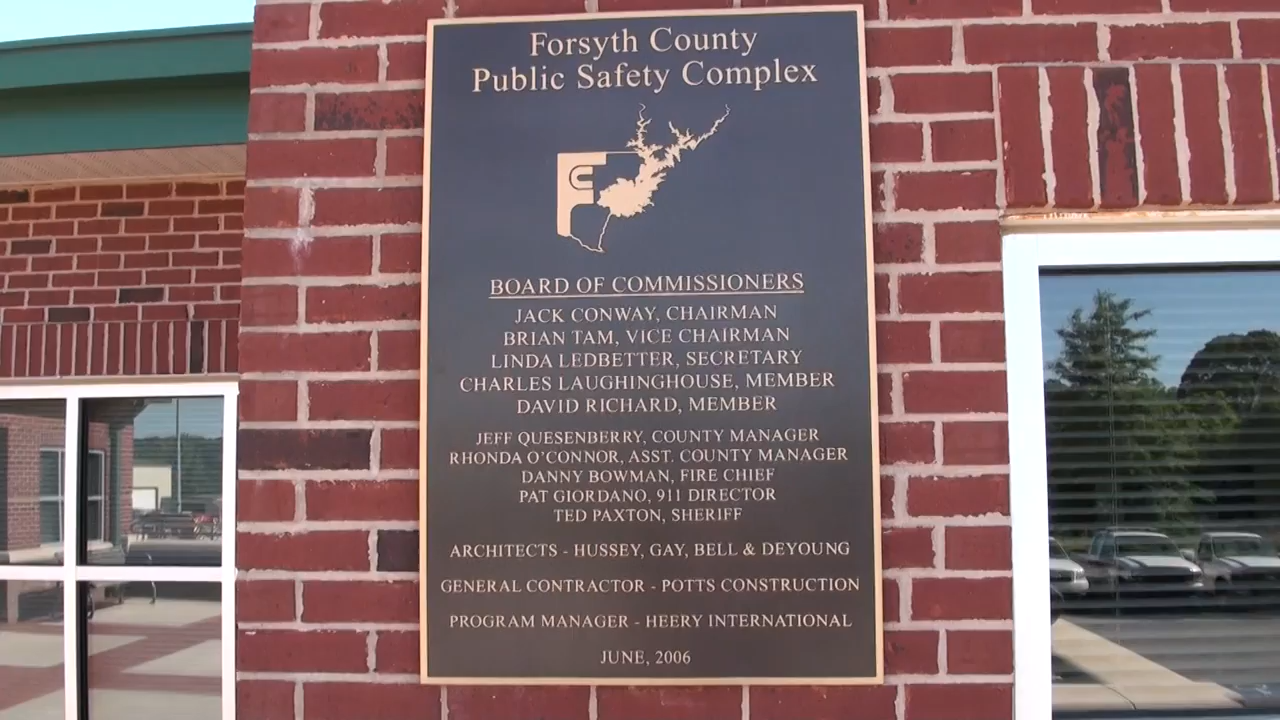 Forsyth County
Public Safety Complex
BOARD OF COMMISSIONERS
JACK CONWAY, CHAIRMAN
BRIAN TAM, VICE CHAIRMAN
LINDA LEDBETTER, SECRETARY
CHARLES LAUGHINGHOUSE, MEMBER
DAVID RICHARD, MEMBER
JEFF QUESENBERRY, COUNTY MANAGER
RHONDA O'CONNOR, ASST. COUNTY MANAGER
DANNY BOWMAN, FIRE CHIEF
PAT GIORDANO, 911 DIRECTOR
TED PAXTON, SHERIFF
ARCHITECTS - HUSSEY, GAY, BELL & DEYOUNG
GENERAL CONTRACTOR - POTTS CONSTRUCTION
PROGRAM MANAGER - HEERY INTERNATIONAL
JUNE, 2006